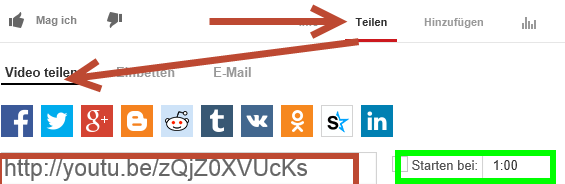 Mag ich Teilen Hinzufügen
Video teilen Einbetten E-Mail
http://youtu.be/zQjZ0XVUcKs Starten bei: 1:00